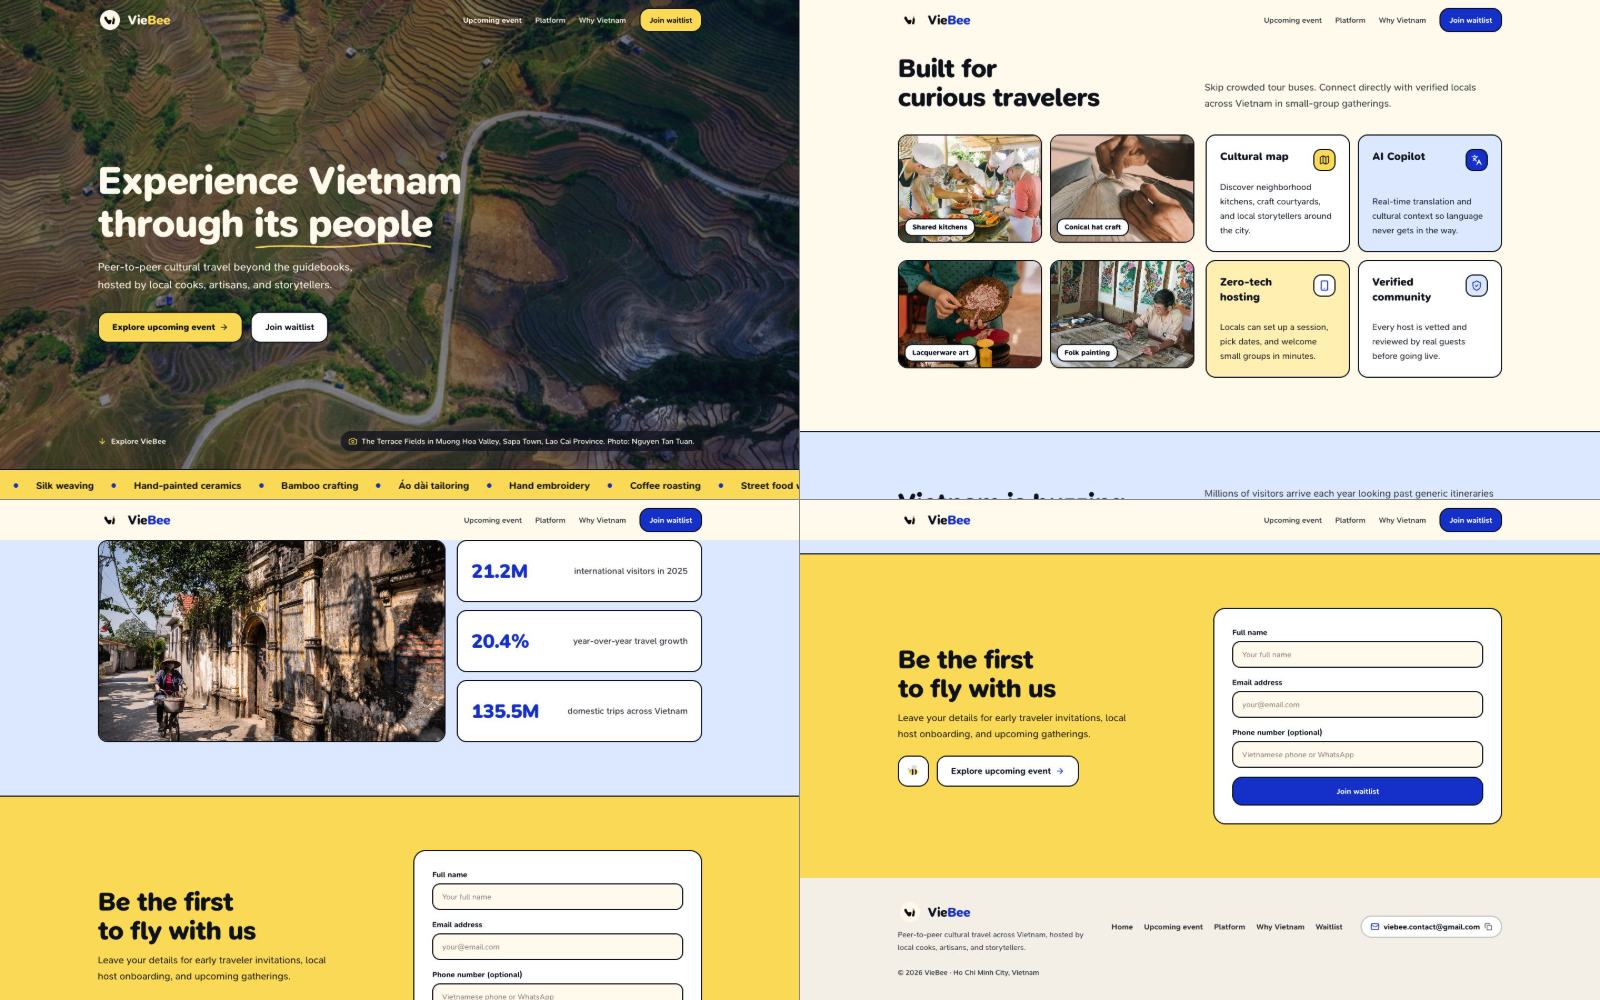 VieBee
Upcoming event
Platform
Why Vietnam
Join waitlist
Experience Vietnam
through its people
Peer-to-peer cultural travel beyond the guidebooks,
hosted by local cooks, artisans, and storytellers.
Explore upcoming event →
Join waitlist
Explore VieBee
The Terrace Fields in Muong Hoa Valley, Sapa Town, Lao Cai Province. Photo: Nguyen Tan Tuan.
Silk weaving • Hand-painted ceramics • Bamboo crafting • Áo dài tailoring • Hand embroidery • Coffee roasting • Street food
VieBee
Upcoming event
Platform
Why Vietnam
Join waitlist
Built for
curious travelers
Skip crowded tour buses. Connect directly with verified locals
across Vietnam in small-group gatherings.
Shared kitchens
Conical hat craft
Lacquerware art
Folk painting
Cultural map
Discover neighborhood
kitchens, craft courtyards,
and local storytellers around
the city.
AI Copilot
Real-time translation and
cultural context so language
never gets in the way.
Zero-tech
hosting
Locals can set up a session,
pick dates, and welcome
small groups in minutes.
Verified
community
Every host is vetted and
reviewed by real guests
before going live.
Vietnam is buzzing
Millions of visitors arrive each year looking past generic itineraries
VieBee
Upcoming event
Platform
Why Vietnam
Join waitlist
21.2M
international visitors in 2025
20.4%
year-over-year travel growth
135.5M
domestic trips across Vietnam
Be the first
to fly with us
Leave your details for early traveler invitations, local
host onboarding, and upcoming gatherings.
Full name
Your full name
Email address
your@email.com
Phone number (optional)
Vietnamese phone or WhatsApp
VieBee
Upcoming event
Platform
Why Vietnam
Join waitlist
Be the first
to fly with us
Leave your details for early traveler invitations, local
host onboarding, and upcoming gatherings.
Explore upcoming event →
Full name
Your full name
Email address
your@email.com
Phone number (optional)
Vietnamese phone or WhatsApp
Join waitlist
VieBee
Peer-to-peer cultural travel across Vietnam, hosted by
local cooks, artisans, and storytellers.
Home
Upcoming event
Platform
Why Vietnam
Waitlist
viebee.contact@gmail.com
© 2026 VieBee · Ho Chi Minh City, Vietnam